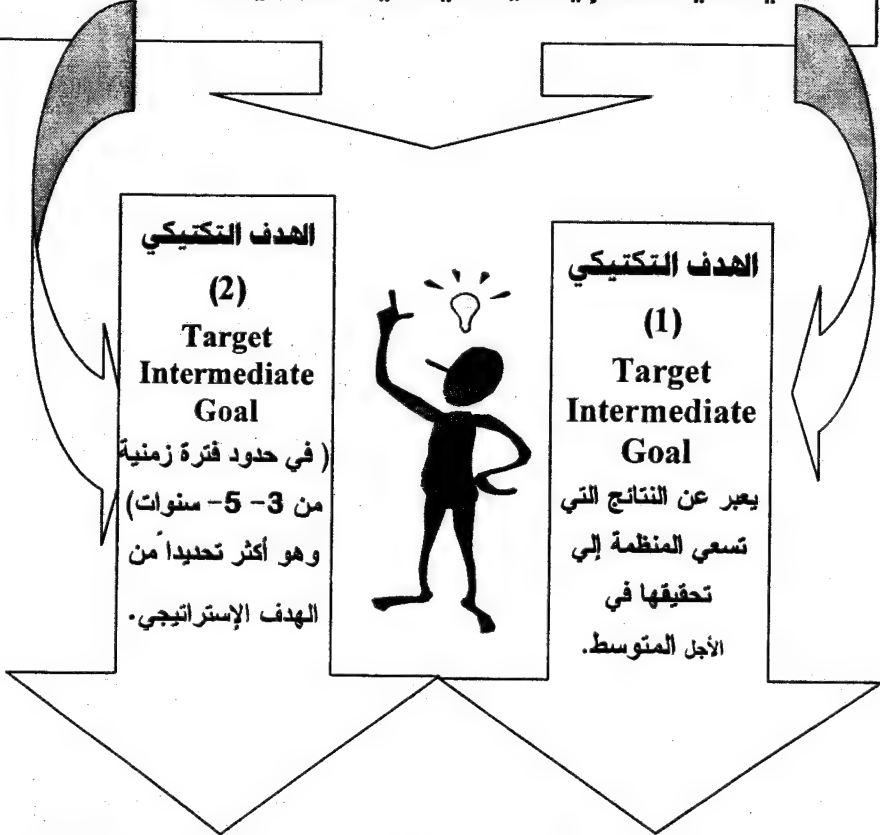 الهدف التكتيكي
(1)
Target
Intermediate
Goal
يعبر عن النتائج التي
تسعي المنظمة إلي
تحقيقها في
الأجل المتوسط.
الهدف التكتيكي
(2)
Target
Intermediate
Goal
( في حدود فترة زمنية
من 3- 5- سنوات)
وهو أكثر تحديدا ًمن
الهدف الإستراتيجي.